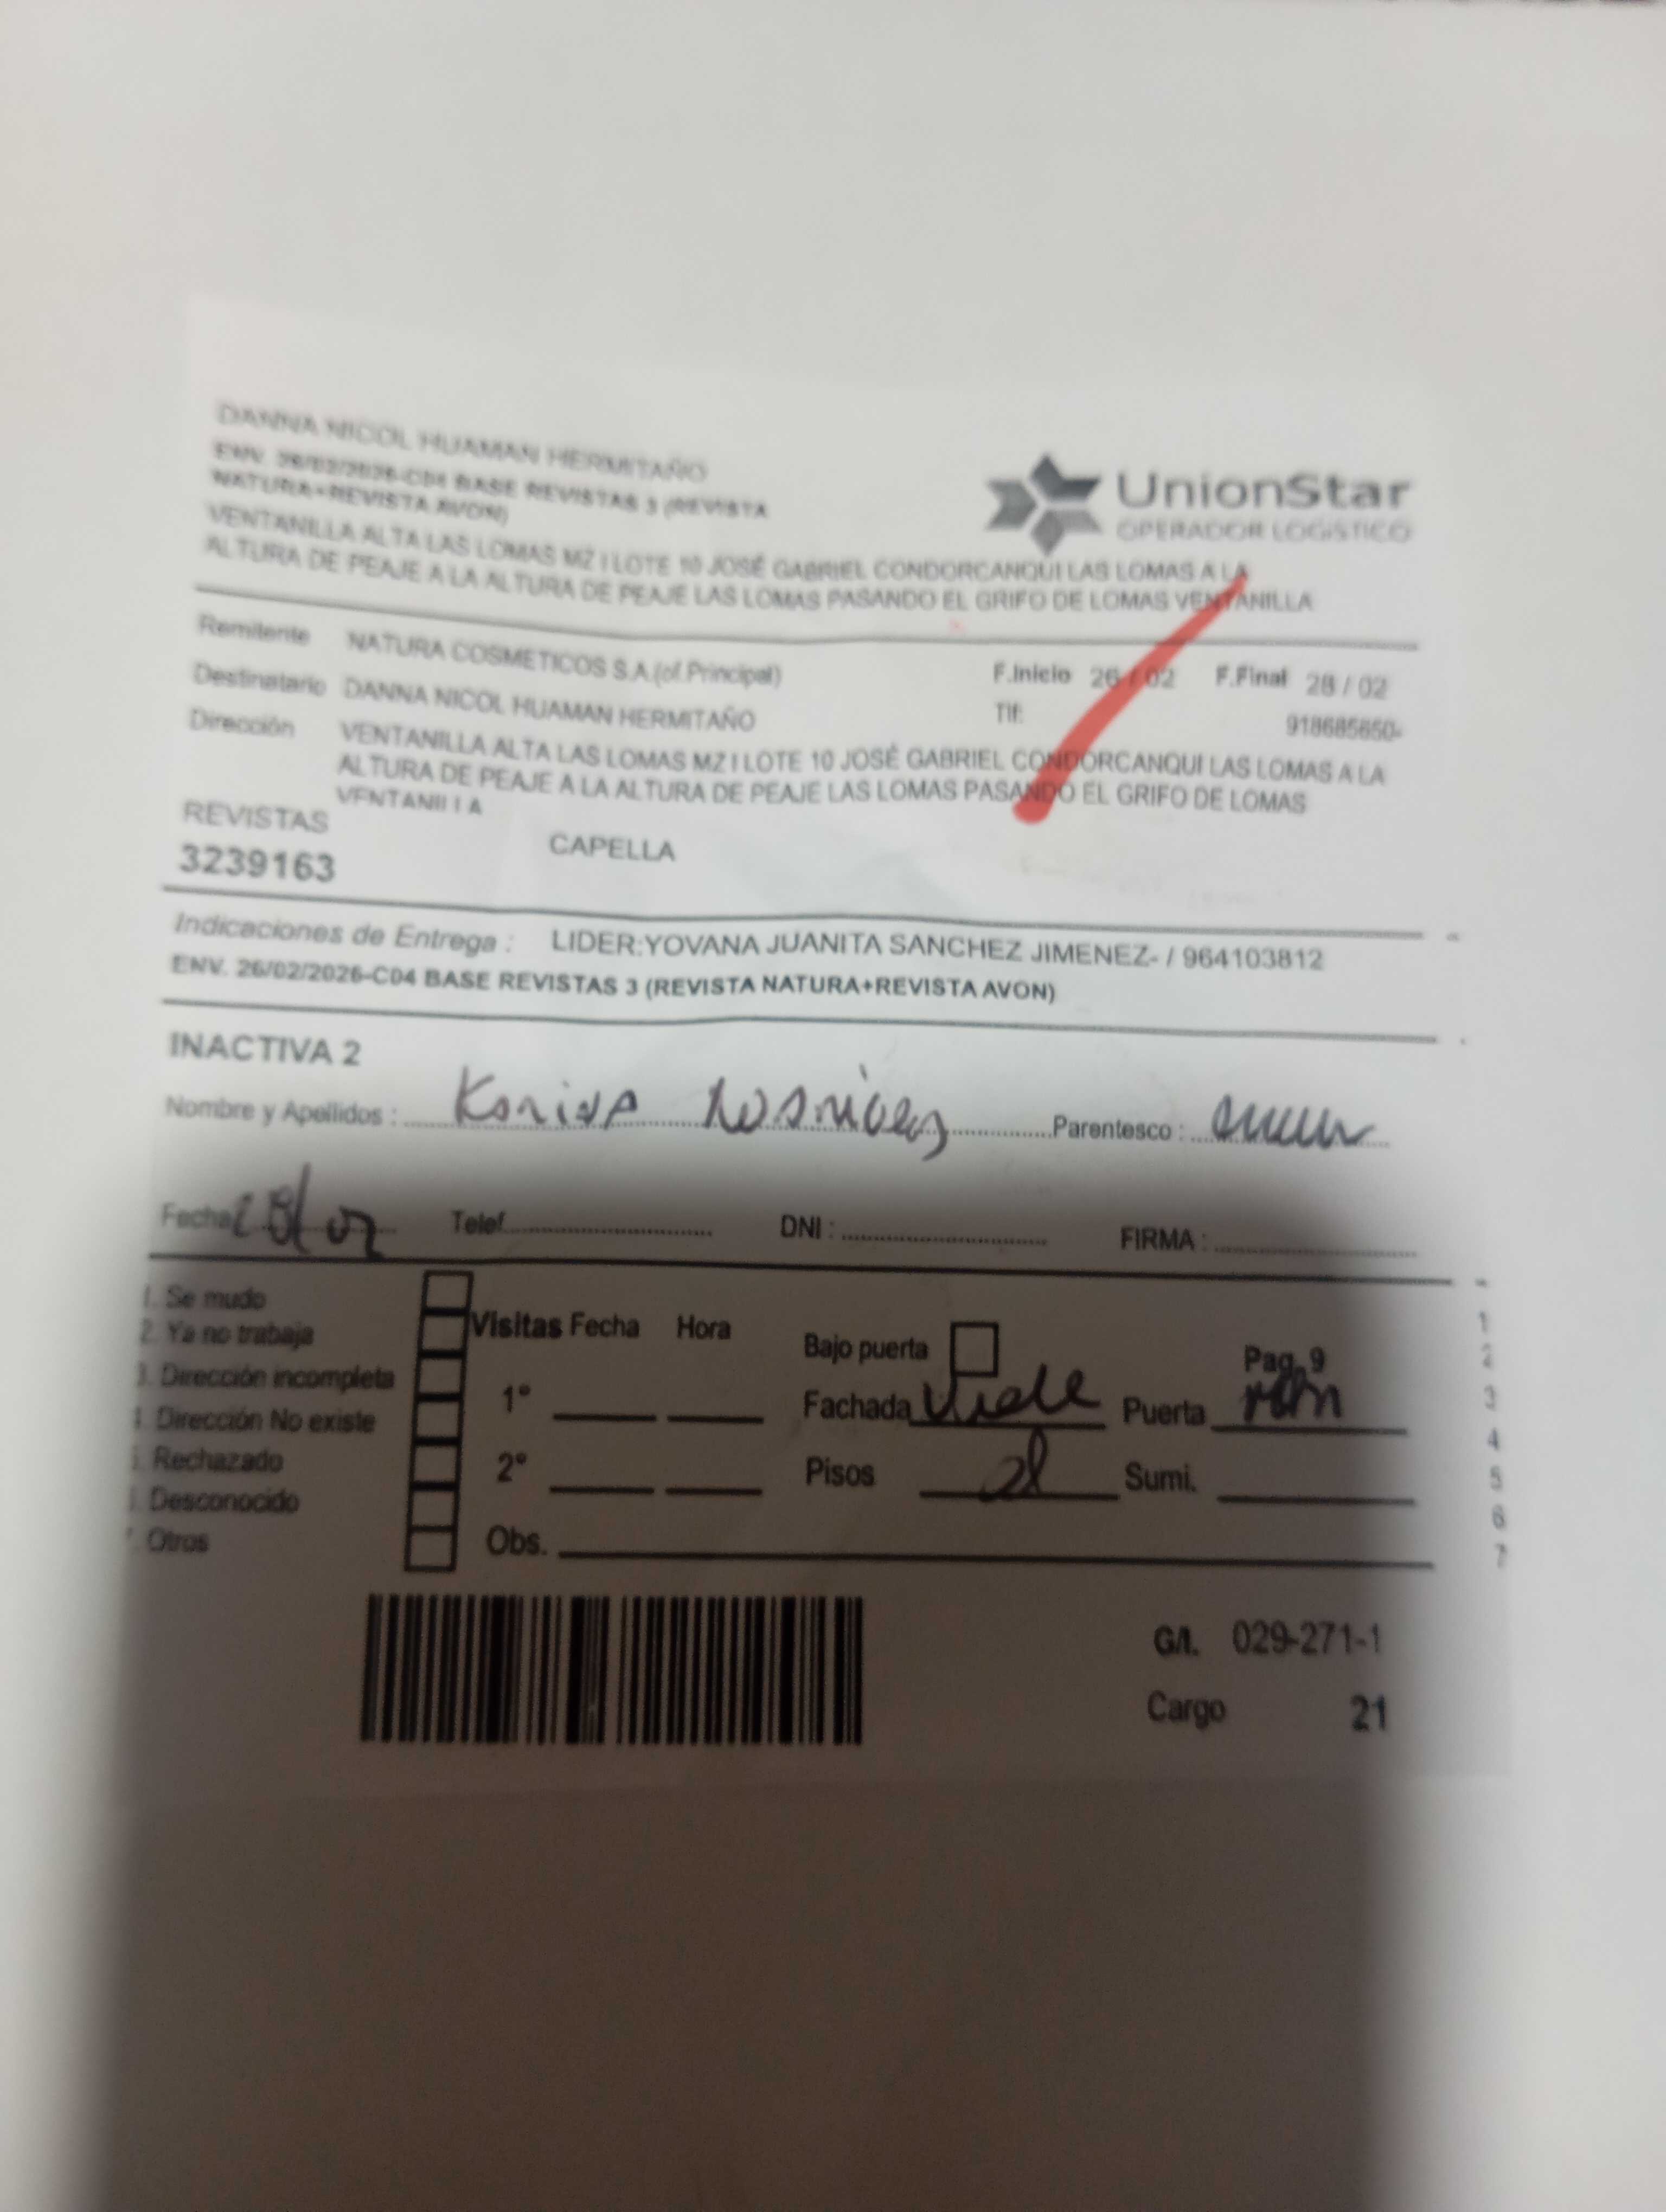 DANNA NICOL HUAMAN HERMITAÑO
ENV. 26/02/2026-C04 BASE REVISTAS 3 (REVISTA
NATURA+REVISTA AVON)
UnionStar
OPERADOR LOGÍSTICO
VENTANILLA ALTA LAS LOMAS MZ I LOTE 10 JOSÉ GABRIEL CONDORCANQUI LAS LOMAS A LA
ALTURA DE PEAJE A LA ALTURA DE PEAJE LAS LOMAS PASANDO EL GRIFO DE LOMAS VENTANILLA
Remitente NATURA COSMETICOS S.A.(of.Principal) F.Inicio 26 / 02 F.Final 28 / 02
Destinatario DANNA NICOL HUAMAN HERMITAÑO Tlf: 918685650-
Dirección VENTANILLA ALTA LAS LOMAS MZ I LOTE 10 JOSÉ GABRIEL CONDORCANQUI LAS LOMAS A LA
ALTURA DE PEAJE A LA ALTURA DE PEAJE LAS LOMAS PASANDO EL GRIFO DE LOMAS
VENTANILLA
REVISTAS CAPELLA
3239163
Indicaciones de Entrega : LIDER:YOVANA JUANITA SANCHEZ JIMENEZ- / 964103812
ENV. 26/02/2026-C04 BASE REVISTAS 3 (REVISTA NATURA+REVISTA AVON)
INACTIVA 2
Nombre y Apellidos : Parentesco :
Fecha 28/02 Telef. DNI : FIRMA :
1. Se mudo 1
2. Ya no trabaja Visitas Fecha Hora Bajo puerta Pag. 9 2
3. Dirección incompleta 1° Fachada Puerta 3
4. Dirección No existe 4
5. Rechazado 2° Pisos Sumi. 5
6. Desconocido 6
7. Otros Obs. 7
G/l. 029-271-1
Cargo 21